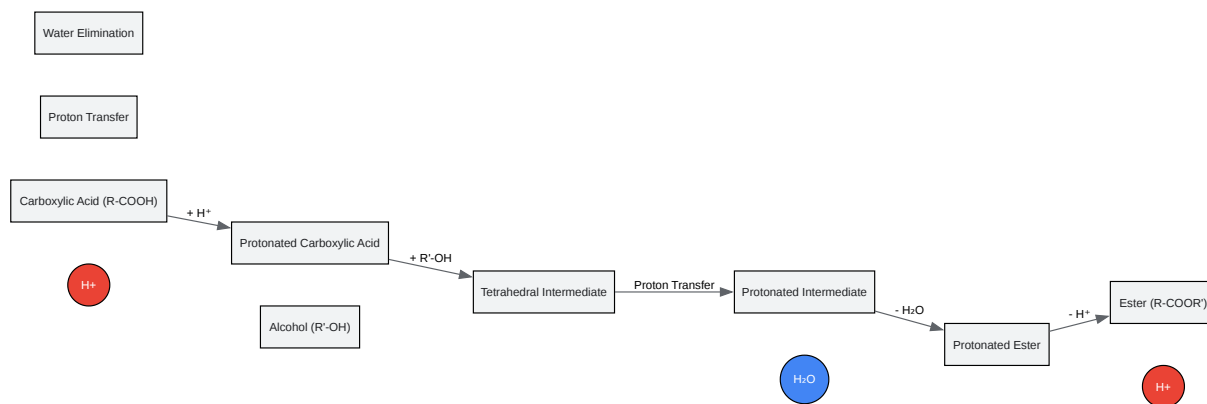 Water Elimination
Proton Transfer
Carboxylic Acid (R-COOH)
+ H⁺
Protonated Carboxylic Acid
+ R'-OH
H+
Alcohol (R'-OH)
Tetrahedral Intermediate
Proton Transfer
Protonated Intermediate
- H₂O
Protonated Ester
- H⁺
Ester (R-COOR')
H₂O
H+